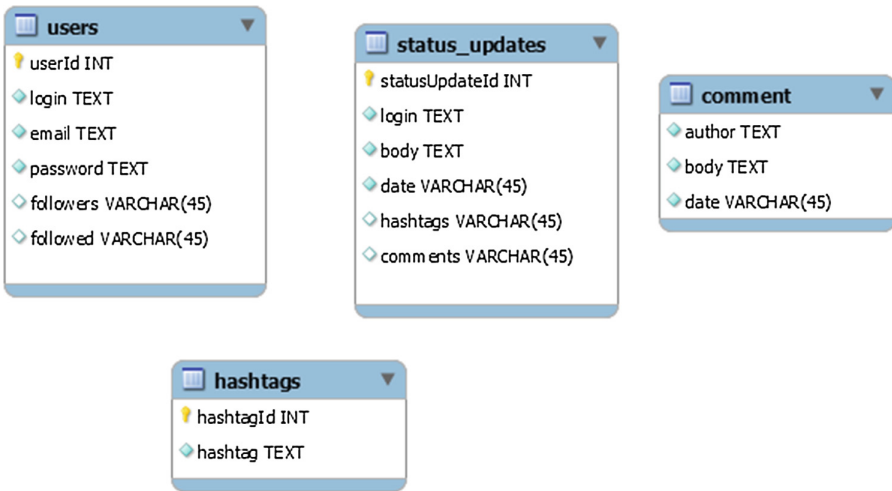 users
userId INT
login TEXT
email TEXT
password TEXT
followers VARCHAR(45)
followed VARCHAR(45)
status_updates
statusUpdateId INT
login TEXT
body TEXT
date VARCHAR(45)
hashtags VARCHAR(45)
comments VARCHAR(45)
comment
author TEXT
body TEXT
date VARCHAR(45)
hashtags
hashtagId INT
hashtag TEXT